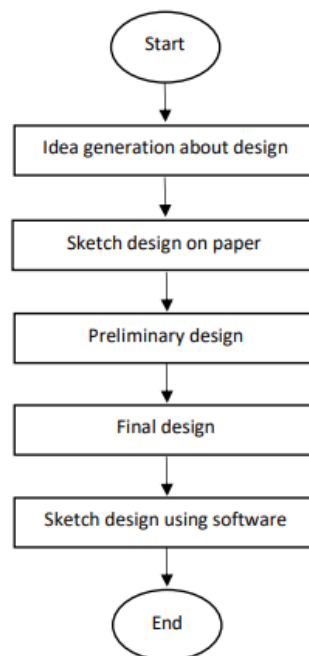 Start
Idea generation about design
Sketch design on paper
Preliminary design
Final design
Sketch design using software
End